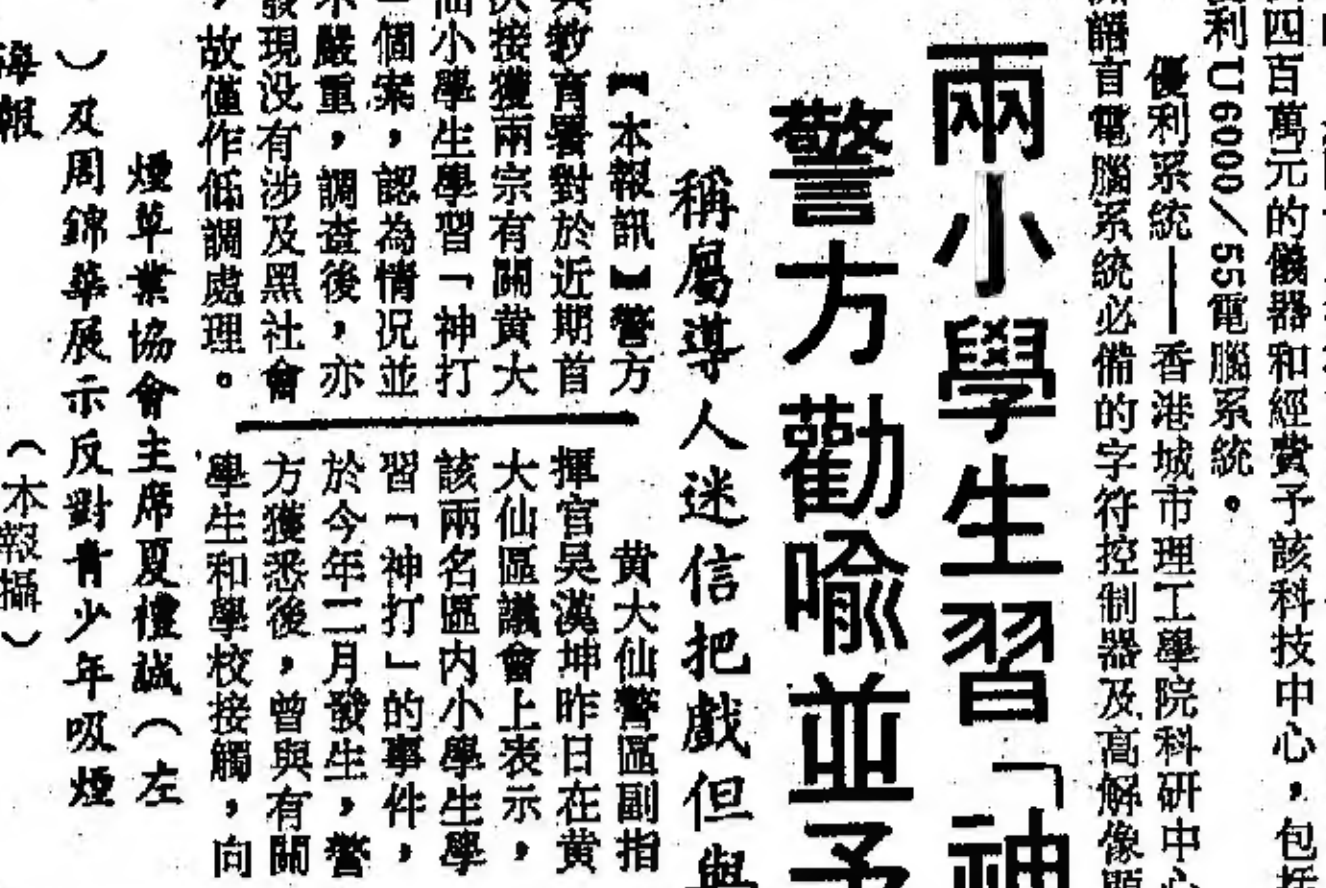 四百萬元的儀器和經費予該科技中心，包括
利U6000/55電腦系統。
優利系統——香港城市理工學院科研中心
語音電腦系統必備的字符控制器及高解像顯
兩小學生習「神
警方勸喻並予
稱屬導人迷信把戲但與
【本報訊】警方
與教育署對於近期首
次接獲兩宗有關黃大
仙小學生學習「神打
」個案，認為情況並
不嚴重，調查後，亦
發現没有涉及黑社會
，故僅作低調處理。
黃大仙警區副指
揮官吳漢坤昨日在黃
大仙區議會上表示，
該兩名區內小學生學
習「神打」的事件，
於今年二月發生，警
方獲悉後，曾與有關
學生和學校接觸，向
煙草業協會主席夏禮誠（左
）及周錦華展示反對青少年吸煙
海報 （本報攝）